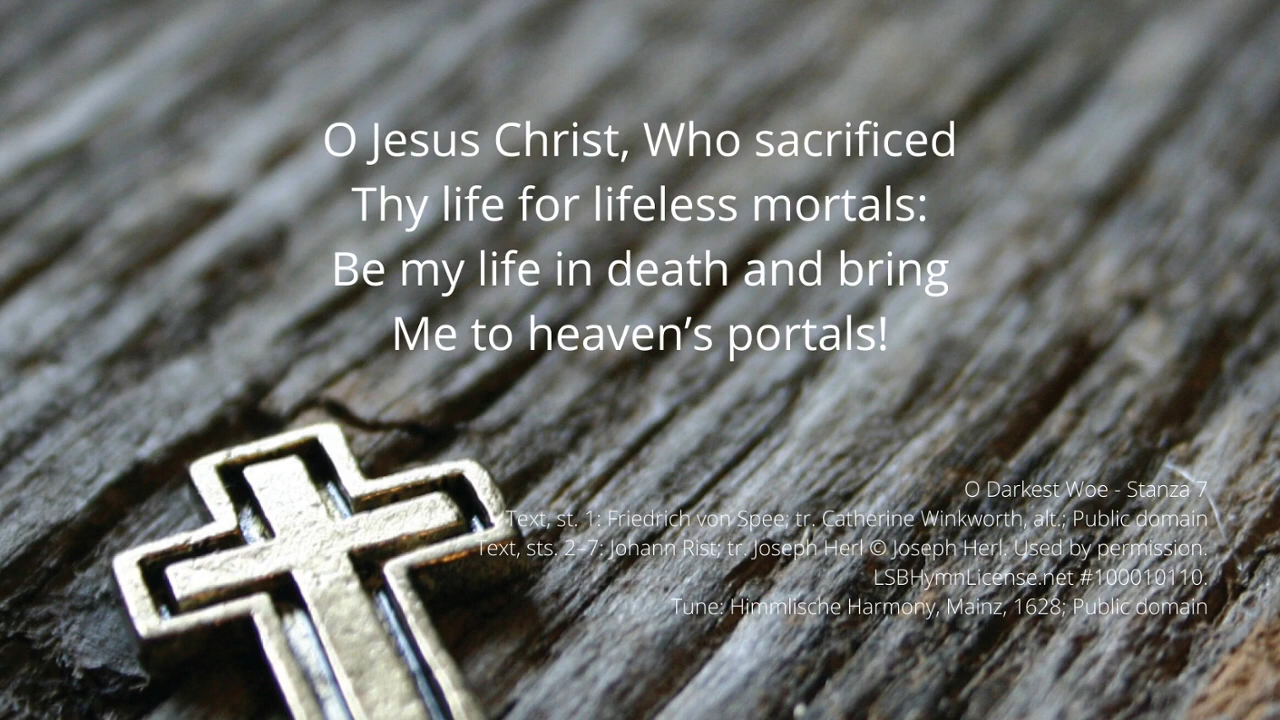 O Jesus Christ, Who sacrificed
Thy life for lifeless mortals:
Be my life in death and bring
Me to heaven’s portals!
O Darkest Woe - Stanza 7
Text, st. 1: Friedrich von Spee; tr. Catherine Winkworth, alt.; Public domain
Text, sts. 2–7: Johann Rist; tr. Joseph Herl © Joseph Herl. Used by permission.
LSBHymnLicense.net #100010110.
Tune: Himmlische Harmony, Mainz, 1628; Public domain